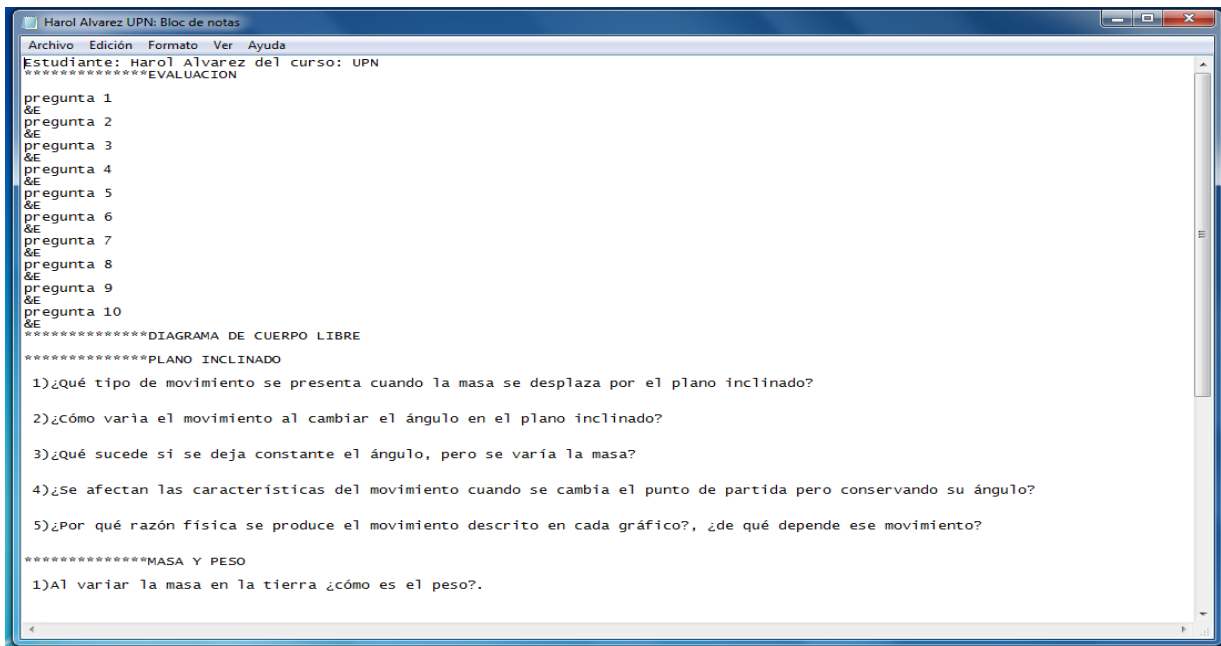 Harol Alvarez UPN: Bloc de notas
Archivo Edición Formato Ver Ayuda
Estudiante: Harol Alvarez del curso: UPN
**************EVALUACION
pregunta 1
&E
pregunta 2
&E
pregunta 3
&E
pregunta 4
&E
pregunta 5
&E
pregunta 6
&E
pregunta 7
&E
pregunta 8
&E
pregunta 9
&E
pregunta 10
&E
**************DIAGRAMA DE CUERPO LIBRE
**************PLANO INCLINADO
1)¿Qué tipo de movimiento se presenta cuando la masa se desplaza por el plano inclinado?
2)¿Cómo varìa el movimiento al cambiar el ángulo en el plano inclinado?
3)¿Qué sucede si se deja constante el ángulo, pero se varía la masa?
4)¿Se afectan las características del movimiento cuando se cambia el punto de partida pero conservando su ángulo?
5)¿Por qué razón física se produce el movimiento descrito en cada gráfico?, ¿de qué depende ese movimiento?
**************MASA Y PESO
1)Al variar la masa en la tierra ¿cómo es el peso?.